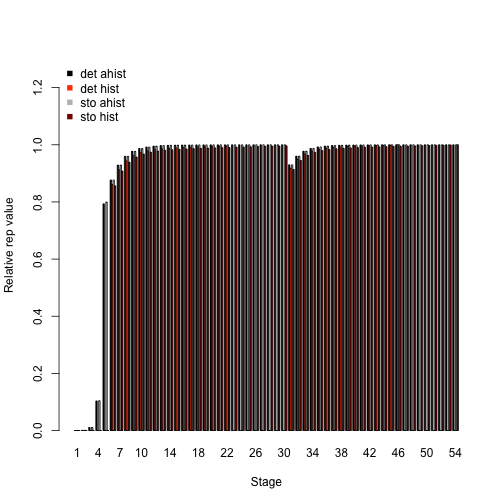 det ahist
det hist
sto ahist
sto hist
Relative rep value
0.0 0.2 0.4 0.6 0.8 1.0 1.2
1 4 7 10 14 18 22 26 30 34 38 42 46 50 54
Stage